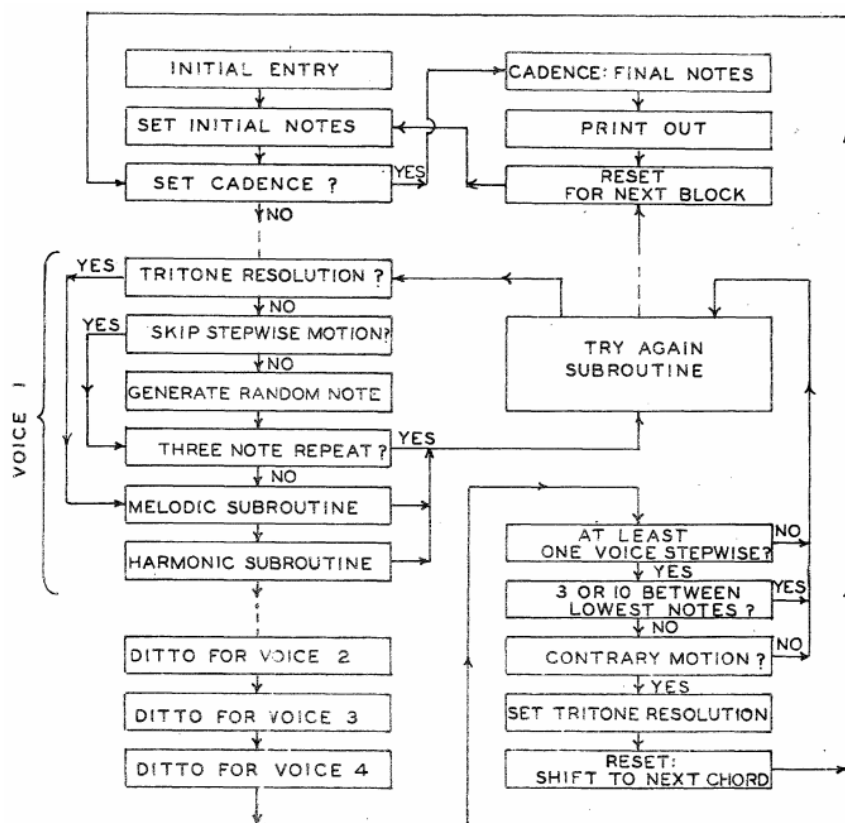 INITIAL ENTRY
SET INITIAL NOTES
SET CADENCE ?
YES
NO
CADENCE: FINAL NOTES
PRINT OUT
RESET
FOR NEXT BLOCK
VOICE 1
YES
TRITONE RESOLUTION ?
NO
YES
SKIP STEPWISE MOTION?
NO
GENERATE RANDOM NOTE
THREE NOTE REPEAT ?
YES
NO
MELODIC SUBROUTINE
HARMONIC SUBROUTINE
DITTO FOR VOICE 2
DITTO FOR VOICE 3
DITTO FOR VOICE 4
TRY AGAIN
SUBROUTINE
AT LEAST
ONE VOICE STEPWISE?
NO
YES
3 OR 10 BETWEEN
LOWEST NOTES ?
YES
NO
CONTRARY MOTION ?
NO
YES
SET TRITONE RESOLUTION
RESET:
SHIFT TO NEXT CHORD